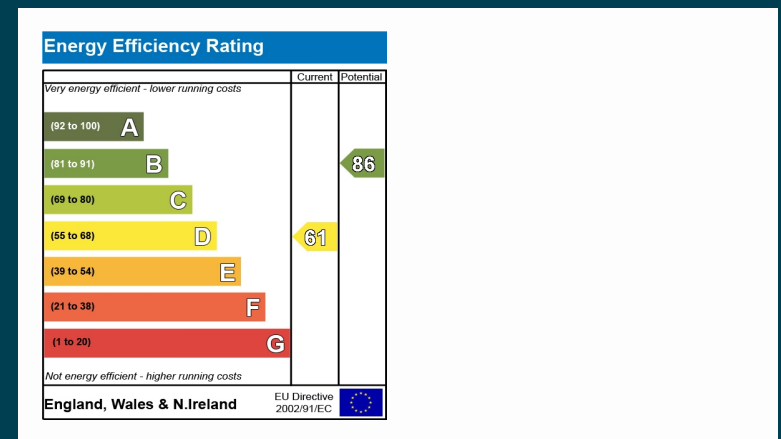 Energy Efficiency Rating
Current Potential
Very energy efficient - lower running costs
(92 to 100) A
(81 to 91) B
86
(69 to 80) C
(55 to 68) D
61
(39 to 54) E
(21 to 38) F
(1 to 20) G
Not energy efficient - higher running costs
England, Wales & N.Ireland
EU Directive
2002/91/EC